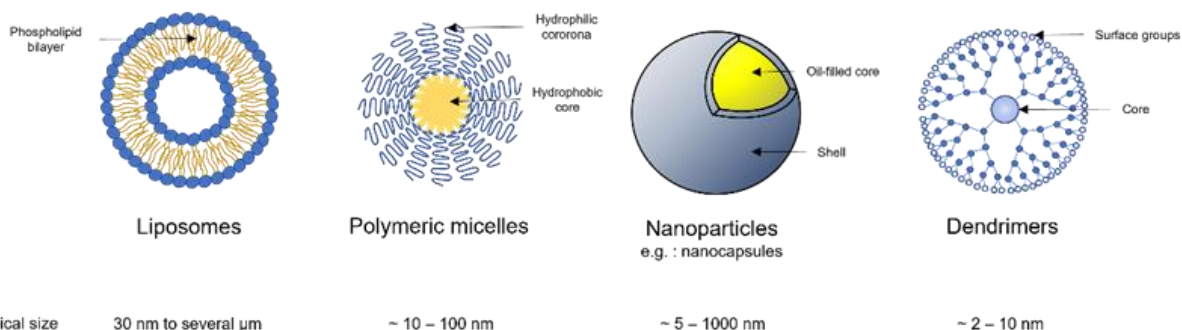 Phospholipid
bilayer
Hydrophilic
cororona
Hydrophobic
core
Oil-filled core
Shell
Surface groups
Core
Liposomes
Polymeric micelles
Nanoparticles
e.g. : nanocapsules
Dendrimers
ical size
30 nm to several µm
~ 10 – 100 nm
~ 5 – 1000 nm
~ 2 – 10 nm